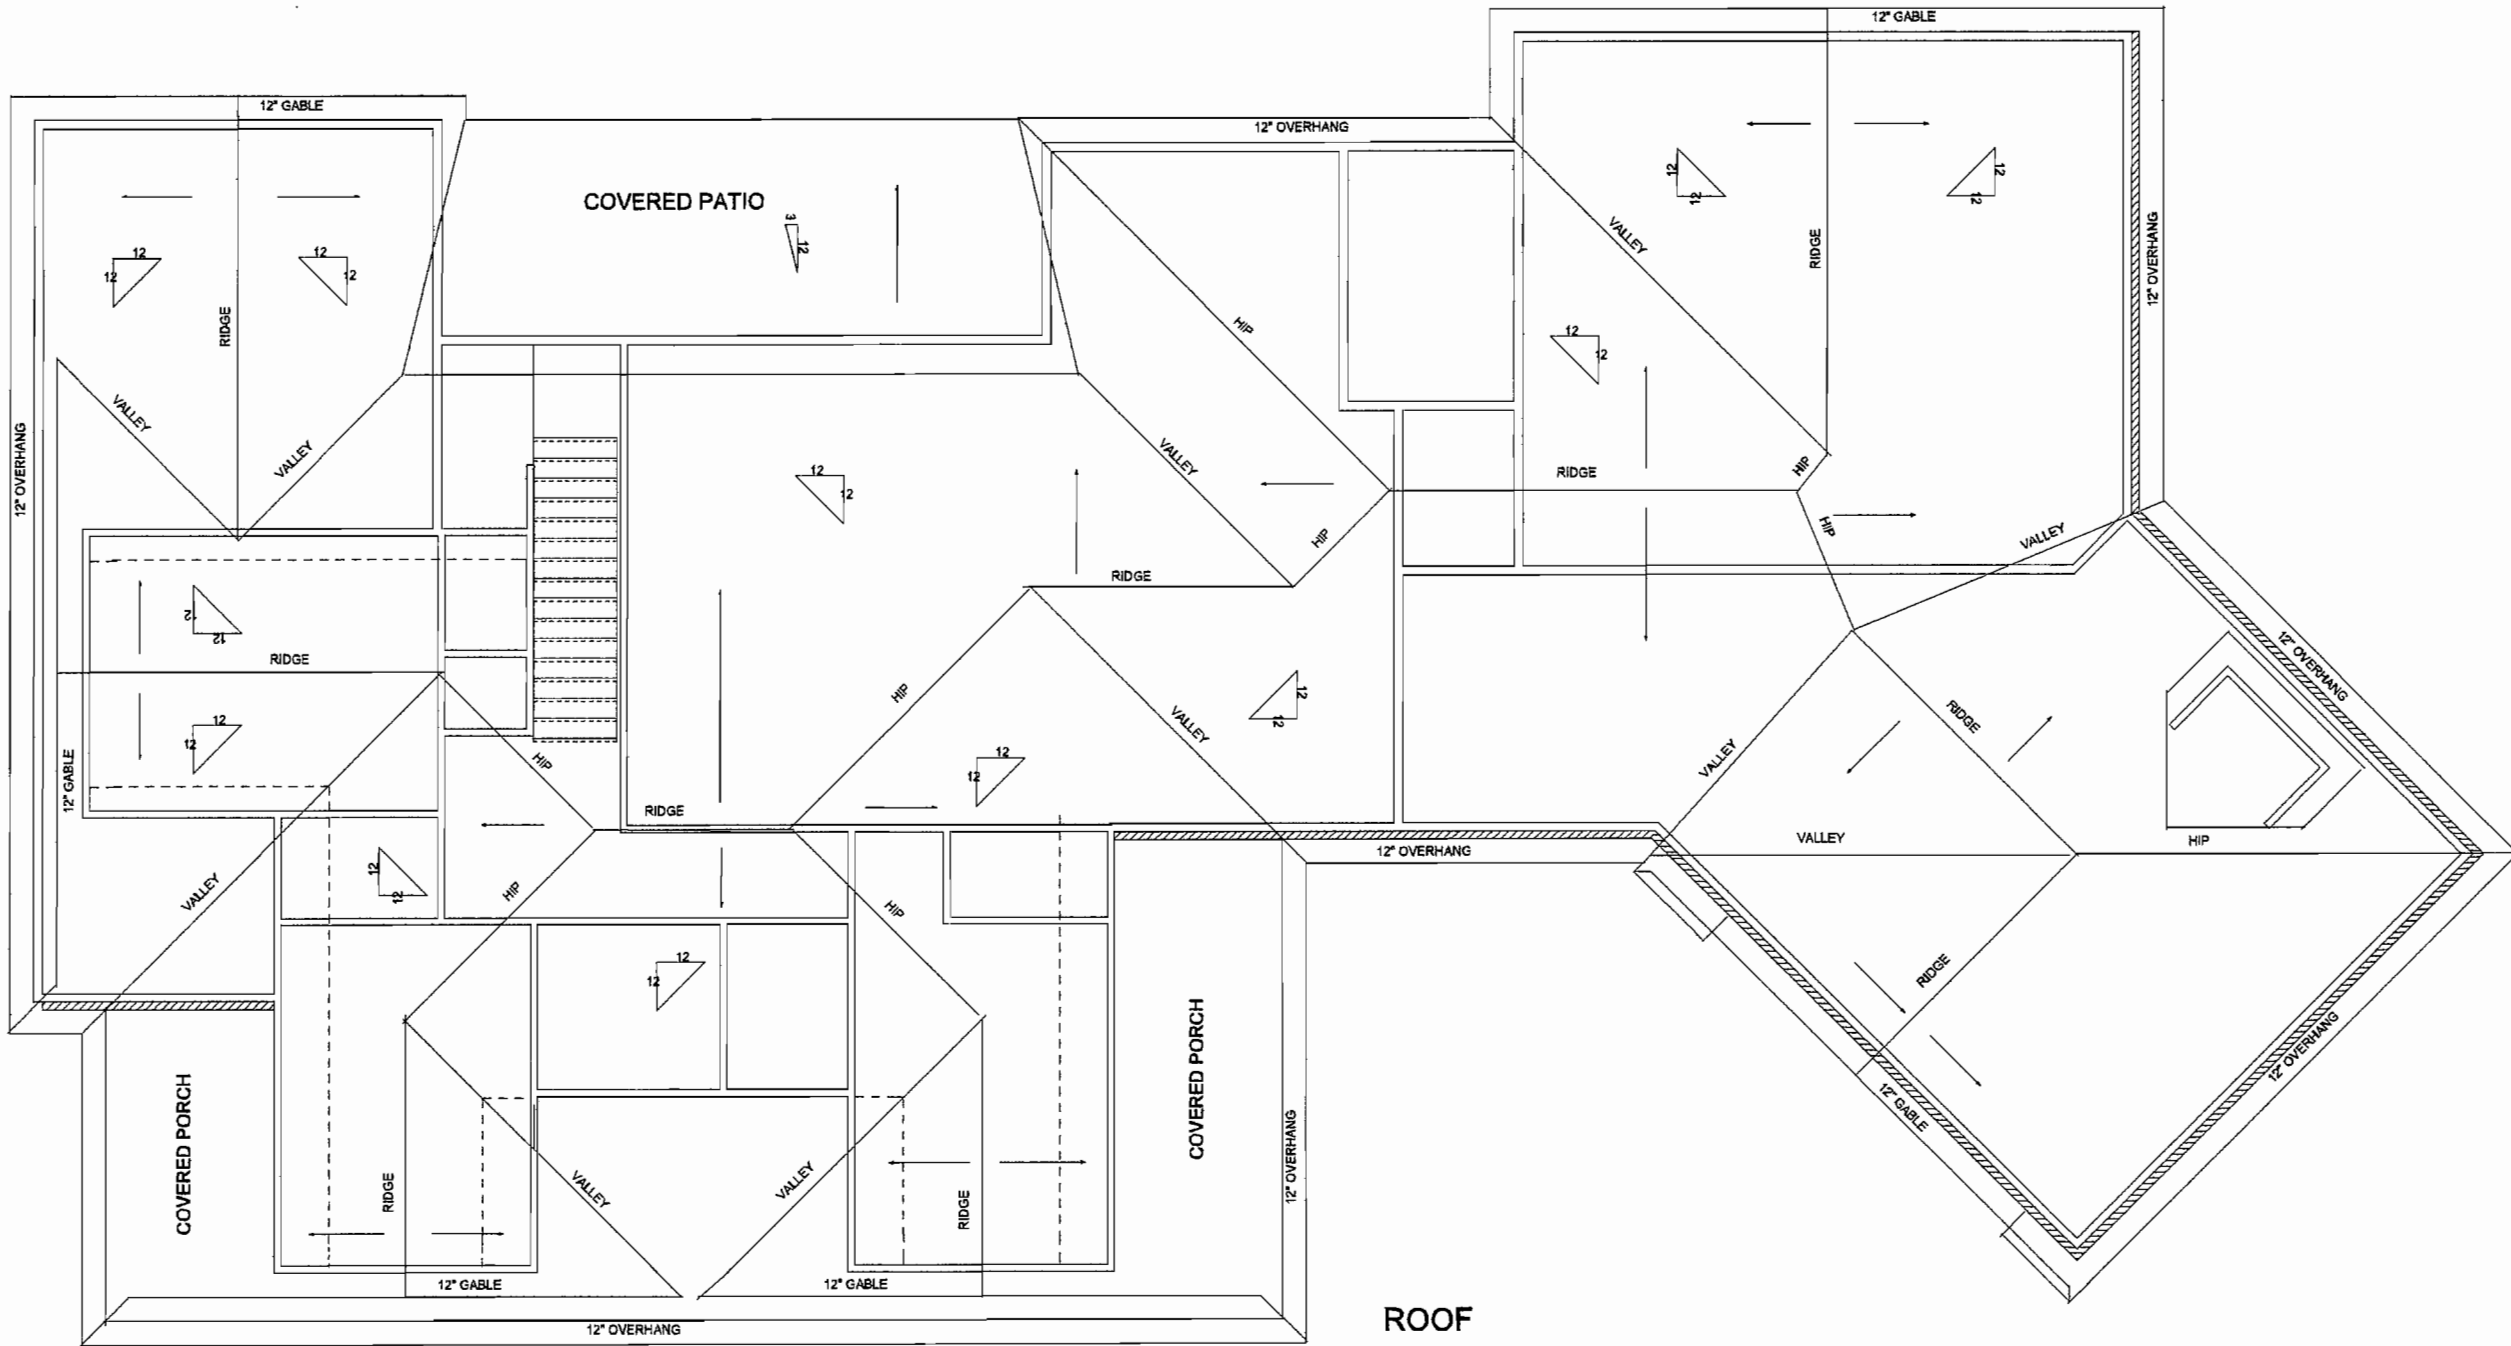 12" GABLE
12" GABLE
12" OVERHANG
COVERED PATIO
3
12
12
12
12
12
12
12
12
12
12" OVERHANG
RIDGE
VALLEY
VALLEY
HIP
VALLEY
RIDGE
12
12
12" OVERHANG
VALLEY
VALLEY
12
12
RIDGE
HIP
HIP
HIP
VALLEY
RIDGE
12
12
RIDGE
12" OVERHANG
12
12
12" GABLE
HIP
HIP
12
12
VALLEY
RIDGE
12
12
RIDGE
VALLEY
VALLEY
HIP
12" OVERHANG
VALLEY
12
12
HIP
HIP
12
12
RIDGE
COVERED PORCH
COVERED PORCH
12" OVERHANG
12" GABLE
12" OVERHANG
RIDGE
VALLEY
VALLEY
RIDGE
12" GABLE
12" GABLE
12" OVERHANG
ROOF